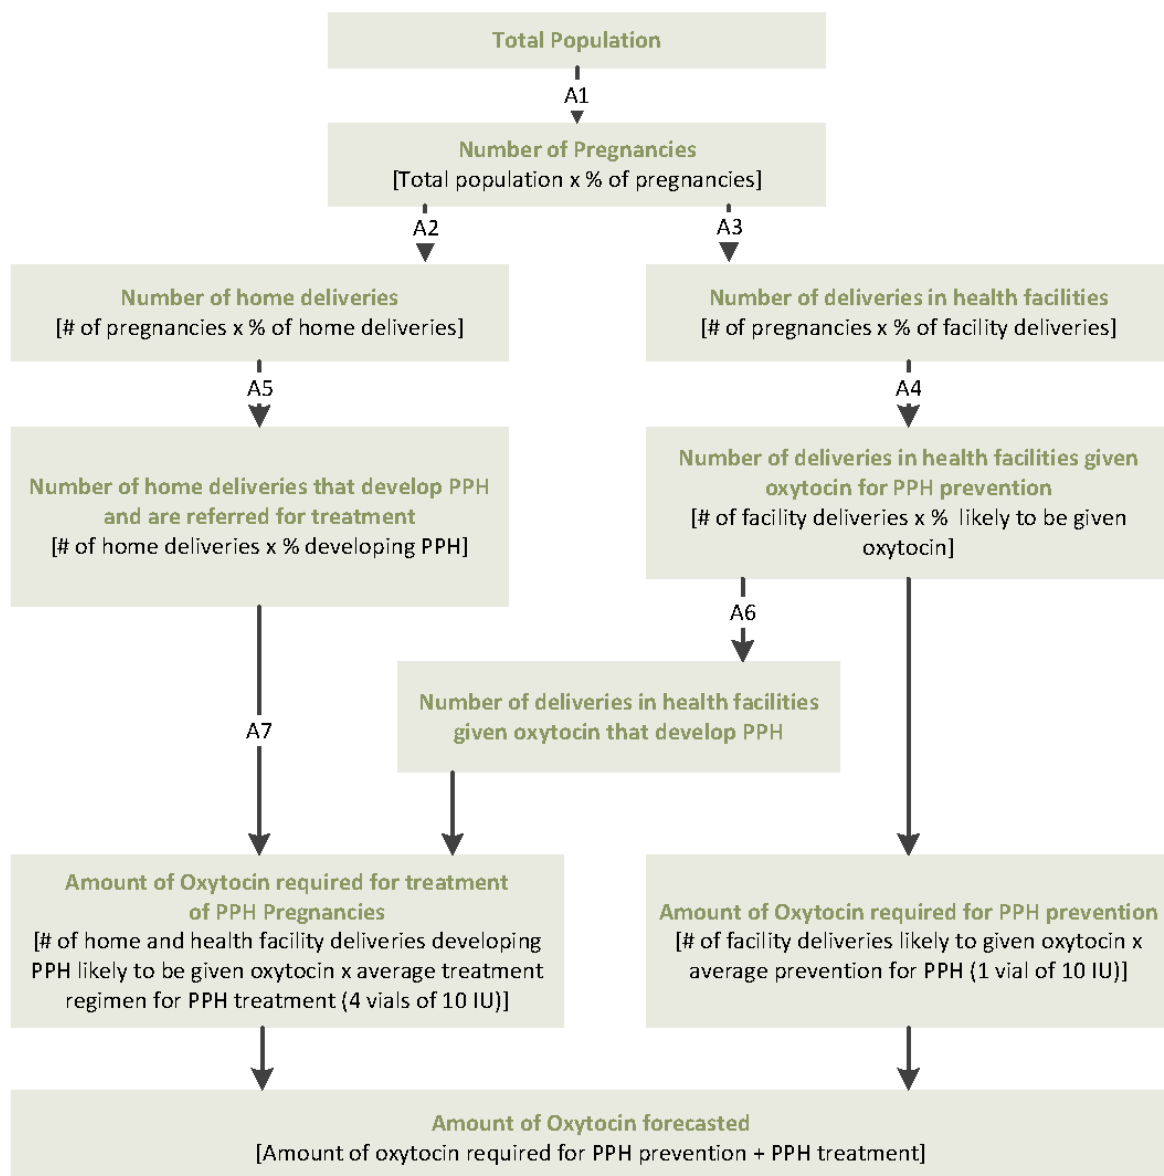 Total Population
A1
Number of Pregnancies
[Total population x % of pregnancies]
A2
A3
Number of home deliveries
[# of pregnancies x % of home deliveries]
Number of deliveries in health facilities
[# of pregnancies x % of facility deliveries]
A5
A4
Number of home deliveries that develop PPH
and are referred for treatment
[# of home deliveries x % developing PPH]
Number of deliveries in health facilities given
oxytocin for PPH prevention
[# of facility deliveries x % likely to be given
oxytocin]
A6
Number of deliveries in health facilities
given oxytocin that develop PPH
A7
Amount of Oxytocin required for treatment
of PPH Pregnancies
[# of home and health facility deliveries developing
PPH likely to be given oxytocin x average treatment
regimen for PPH treatment (4 vials of 10 IU)]
Amount of Oxytocin required for PPH prevention
[# of facility deliveries likely to given oxytocin x
average prevention for PPH (1 vial of 10 IU)]
Amount of Oxytocin forecasted
[Amount of oxytocin required for PPH prevention + PPH treatment]